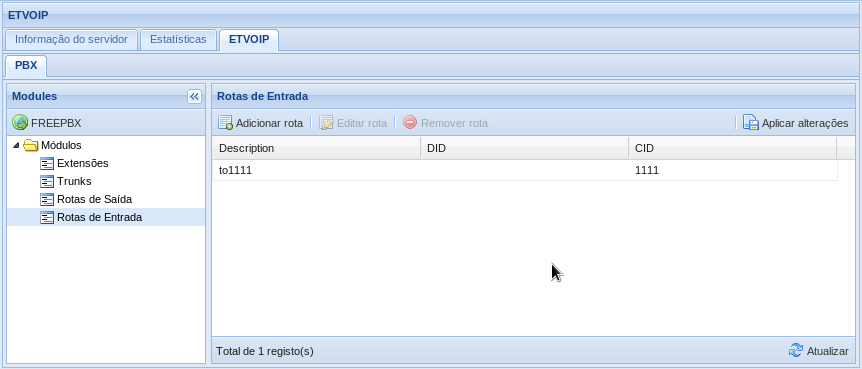 ETVOIP
Informação do servidor Estatísticas ETVOIP
PBX
Modules
FREEPBX
Módulos
Extensões
Trunks
Rotas de Saída
Rotas de Entrada
Rotas de Entrada
Adicionar rota Editar rota Remover rota Aplicar alterações
Description DID CID
to1111 1111
Total de 1 registo(s) Atualizar